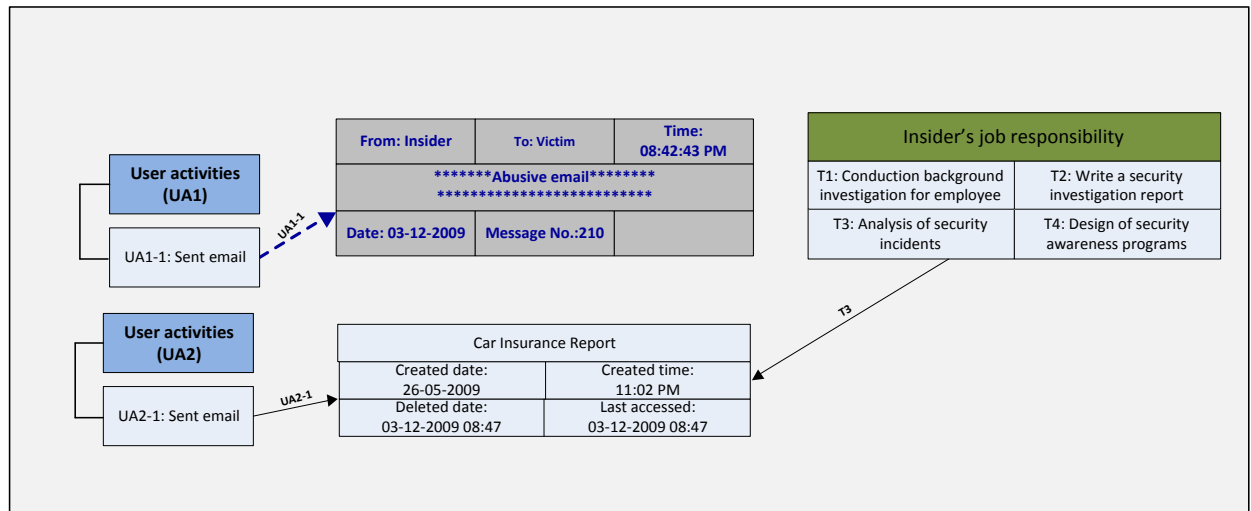 User activities
(UA1)
UA1-1: Sent email
UA1-1
From: Insider
To: Victim
Time:
08:42:43 PM
*******Abusive email********
**************************
Date: 03-12-2009
Message No.:210
Insider's job responsibility
T1: Conduction background
investigation for employee
T2: Write a security
investigation report
T3: Analysis of security
incidents
T4: Design of security
awareness programs
T3
User activities
(UA2)
UA2-1: Sent email
UA2-1
Car Insurance Report
Created date:
26-05-2009
Created time:
11:02 PM
Deleted date:
03-12-2009 08:47
Last accessed:
03-12-2009 08:47